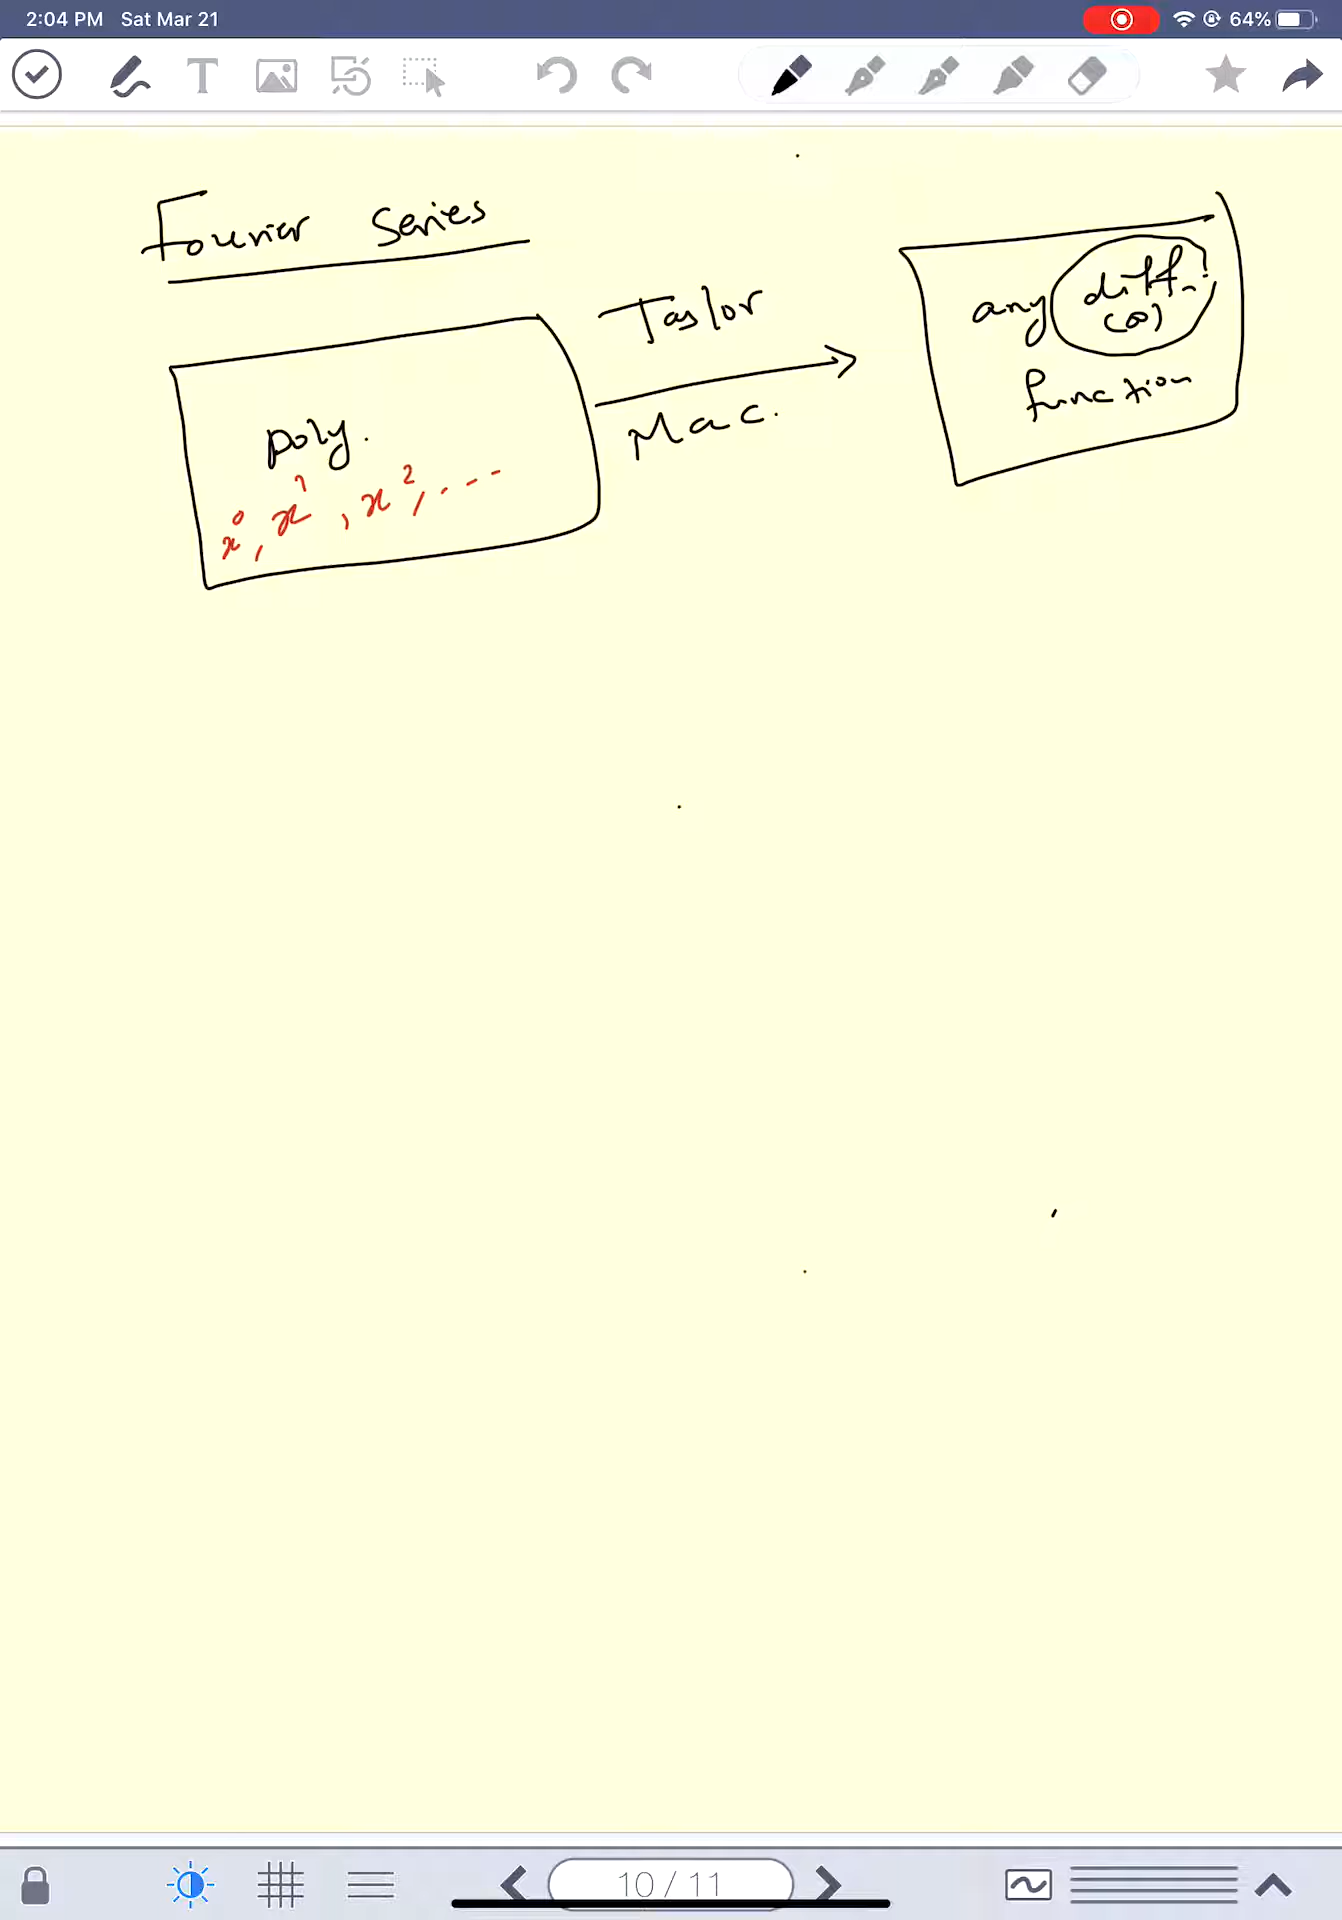 2:04 PM Sat Mar 21
64%
T
Fourier Series
Taylor
Mac.
any diff.
(∞)
function
poly.
x⁰, x¹, x², ...
10 / 11